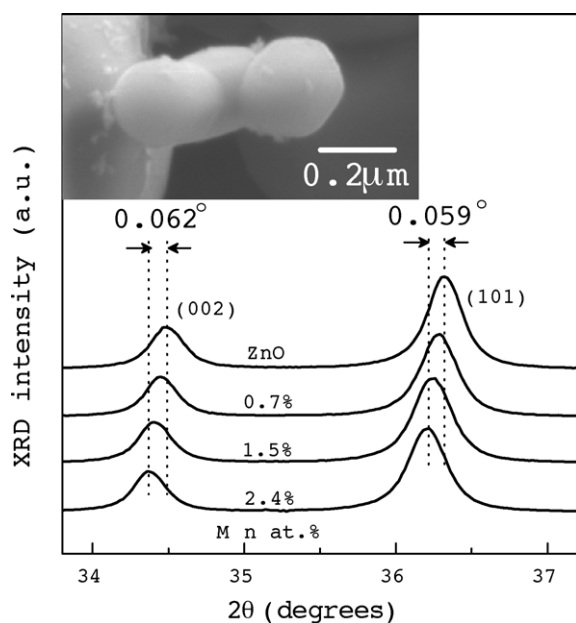 0.2μm
0.062° 0.059°
(002) (101)
ZnO
0.7%
1.5%
2.4%
M n at.%
34 35 36 37
2θ (degrees)
XRD intensity (a.u.)